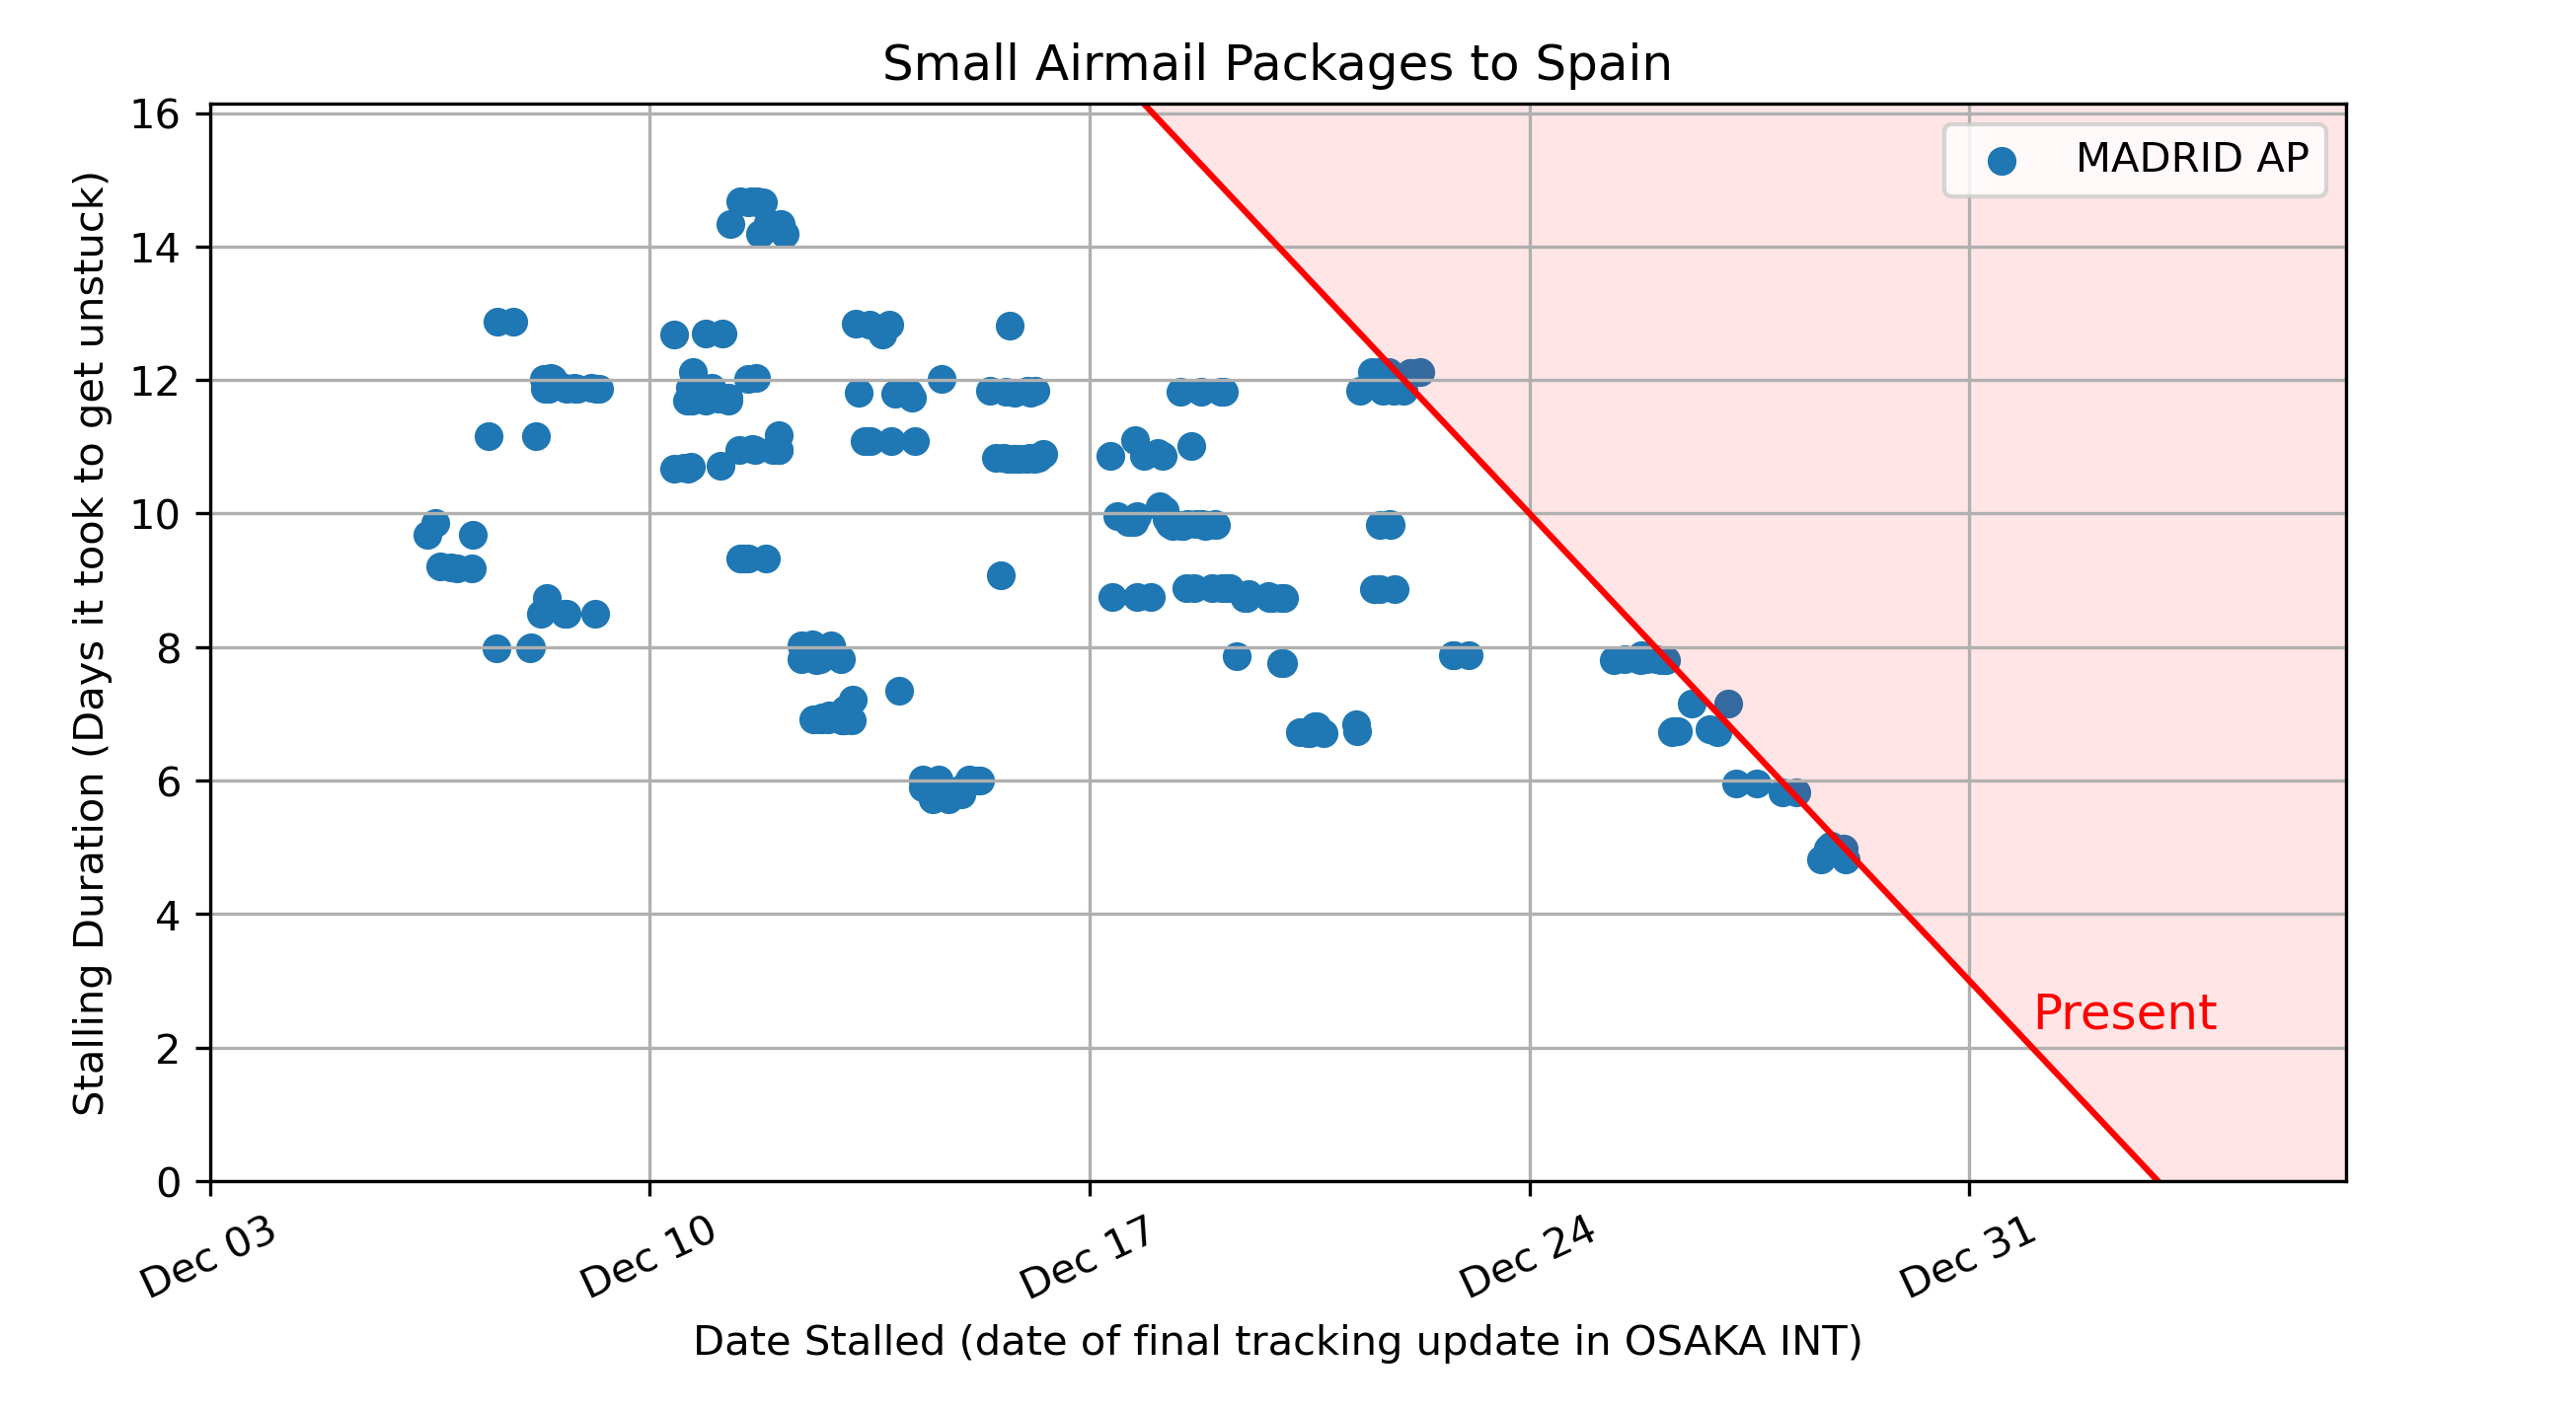 Small Airmail Packages to Spain
MADRID AP
16
14
12
10
8
6
4
2
0
Stalling Duration (Days it took to get unstuck)
Present
Dec 03
Dec 10
Dec 17
Dec 24
Dec 31
Date Stalled (date of final tracking update in OSAKA INT)